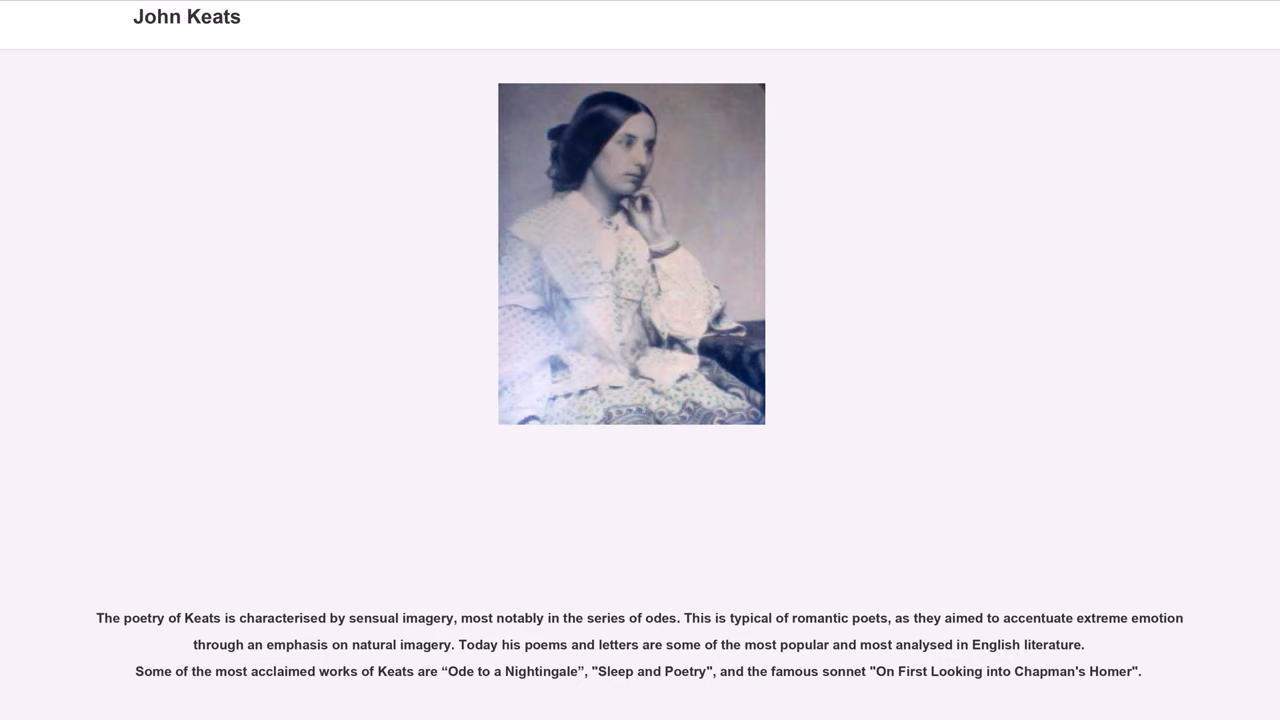 John Keats
The poetry of Keats is characterised by sensual imagery, most notably in the series of odes. This is typical of romantic poets, as they aimed to accentuate extreme emotion
through an emphasis on natural imagery. Today his poems and letters are some of the most popular and most analysed in English literature.
Some of the most acclaimed works of Keats are “Ode to a Nightingale”, "Sleep and Poetry", and the famous sonnet "On First Looking into Chapman's Homer".